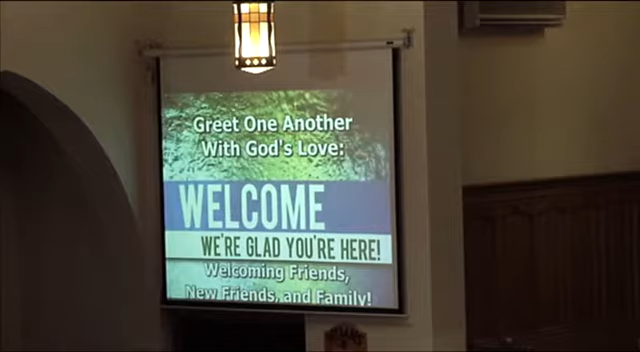 Greet One Another
With God's Love:
WELCOME
WE'RE GLAD YOU'RE HERE!
Welcoming Friends,
New Friends, and Family!